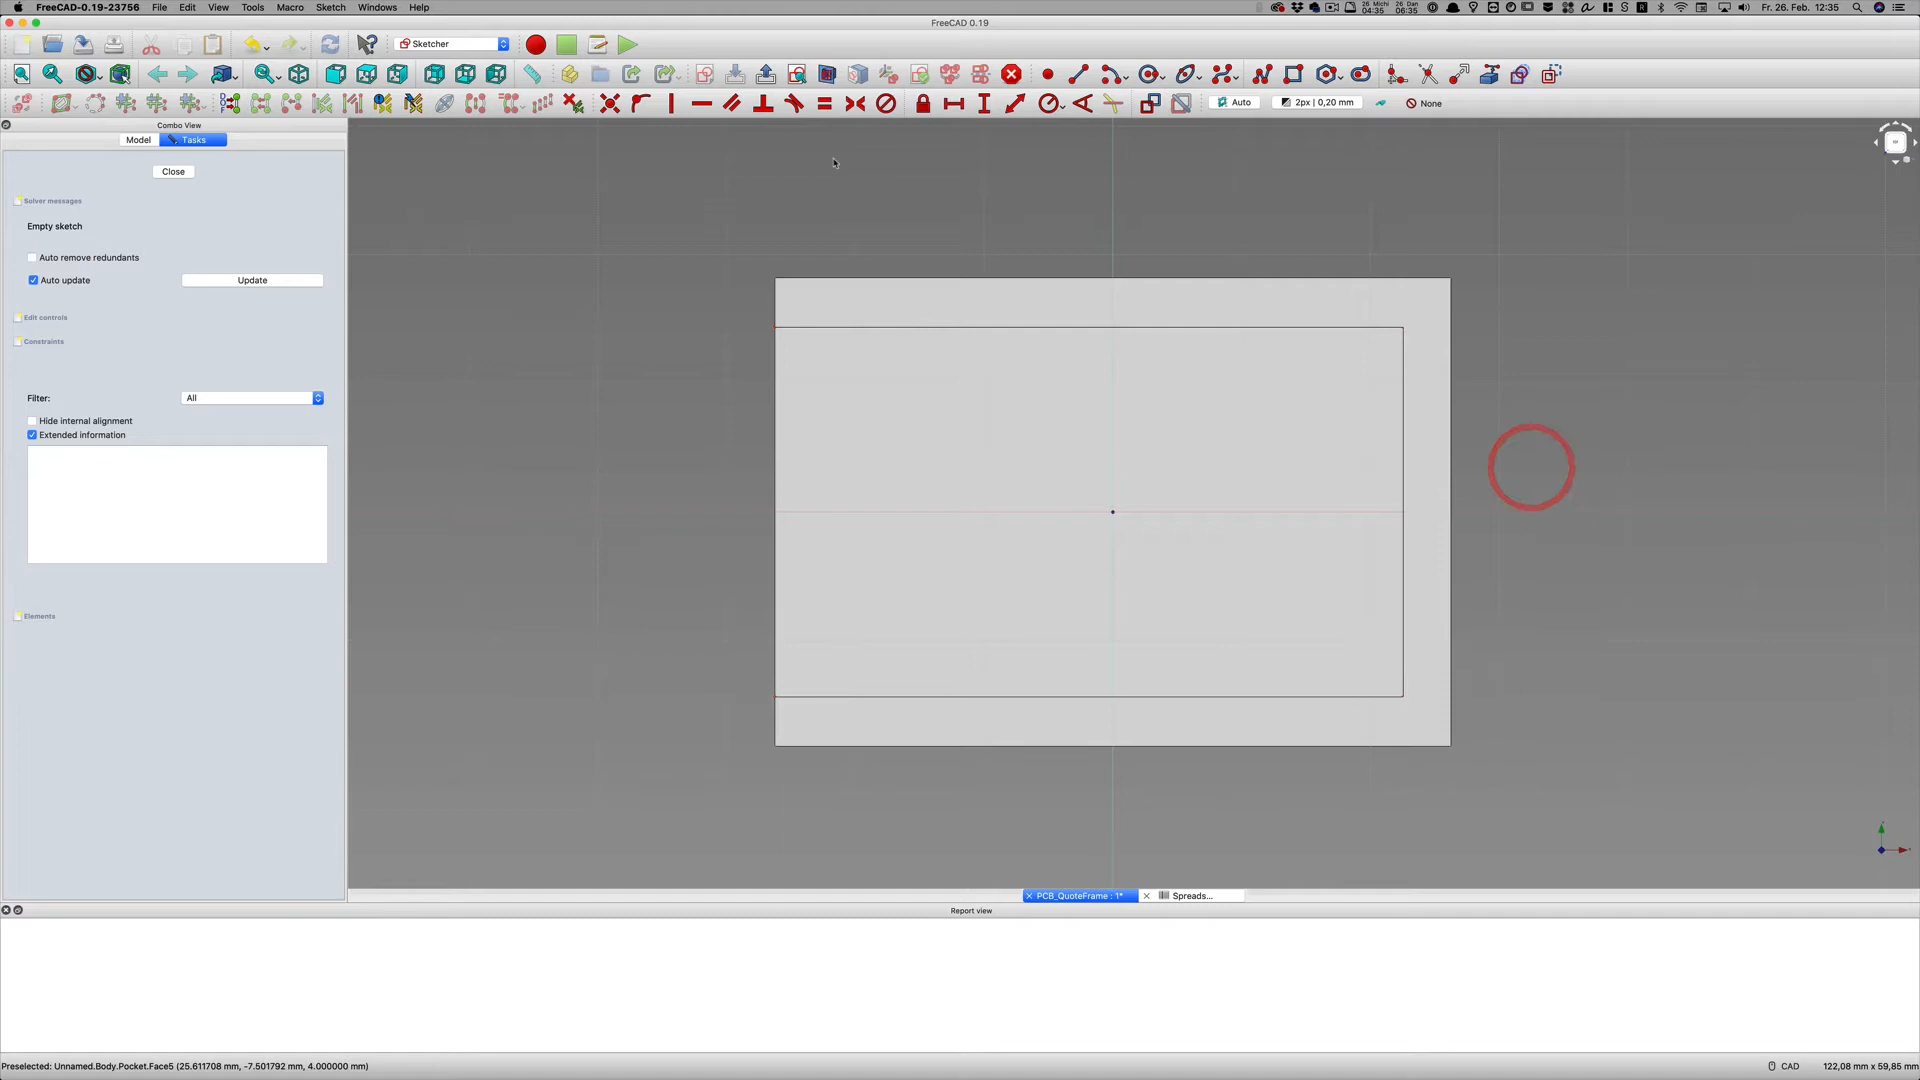 FreeCAD-0.19-23756 File Edit View Tools Macro Sketch Windows Help
26 Michi 04:35 26 Dan 06:35 Fr. 26. Feb. 12:35
FreeCAD 0.19
Sketcher
Auto 2px | 0,20 mm None
Combo View
Model Tasks
Close
Solver messages
Empty sketch
Auto remove redundants
Auto update Update
Edit controls
Constraints
Filter: All
Hide internal alignment
Extended information
Elements
PCB_QuoteFrame : 1* Spreads...
Report view
Preselected: Unnamed.Body.Pocket.Face5 (25.611708 mm, -7.501792 mm, 4.000000 mm) CAD 122,08 mm x 59,85 mm